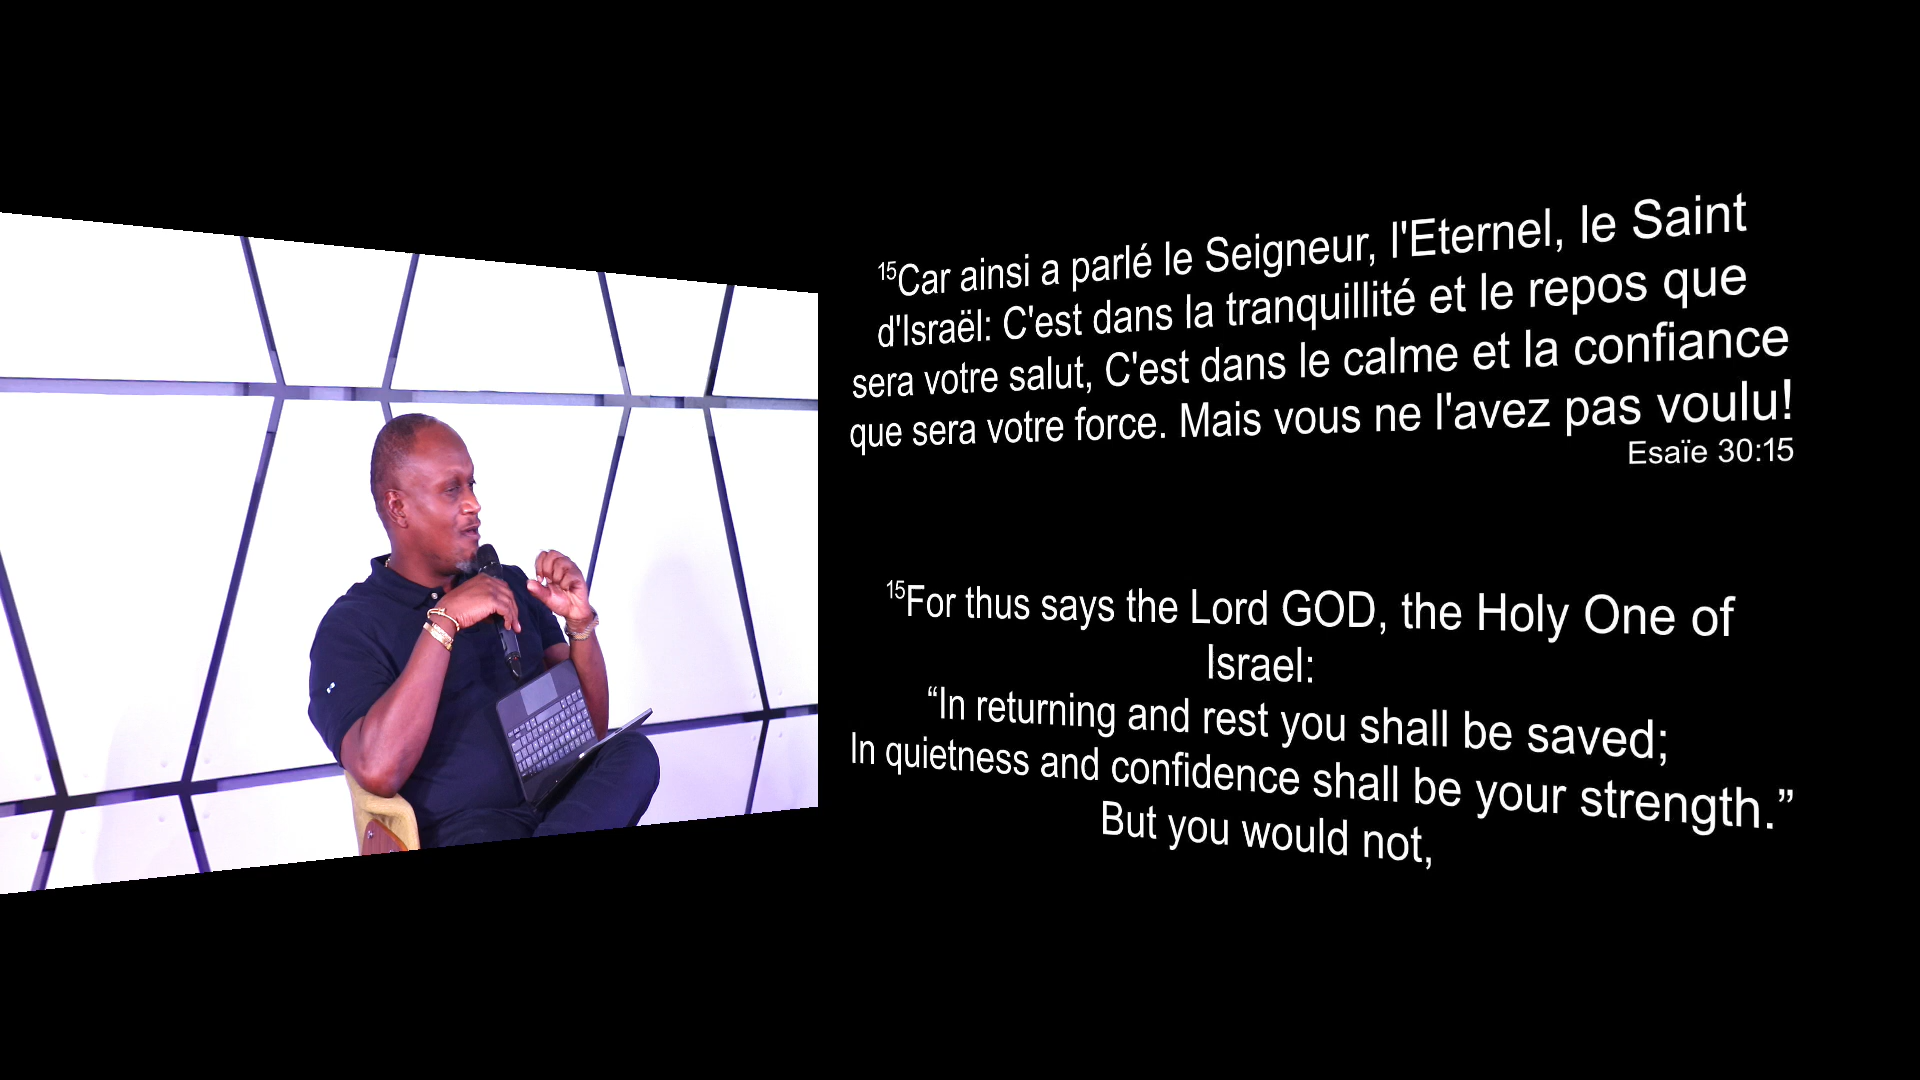 15Car ainsi a parlé le Seigneur, l'Eternel, le Saint
d'Israël: C'est dans la tranquillité et le repos que
sera votre salut, C'est dans le calme et la confiance
que sera votre force. Mais vous ne l'avez pas voulu!
Esaïe 30:15
15For thus says the Lord GOD, the Holy One of
Israel:
“In returning and rest you shall be saved;
In quietness and confidence shall be your strength.”
But you would not,